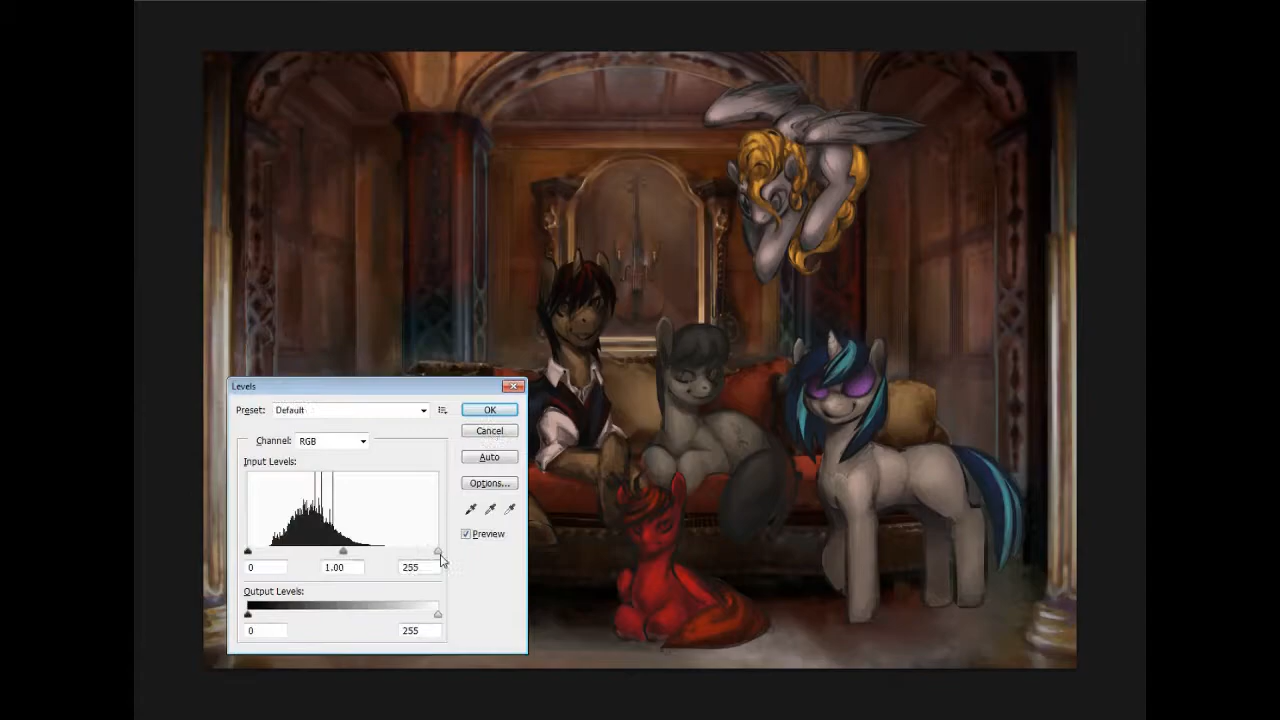 Levels
Preset: Default
OK
Channel: RGB
Cancel
Input Levels:
Auto
Options...
Preview
0 1.00 255
Output Levels:
0 255